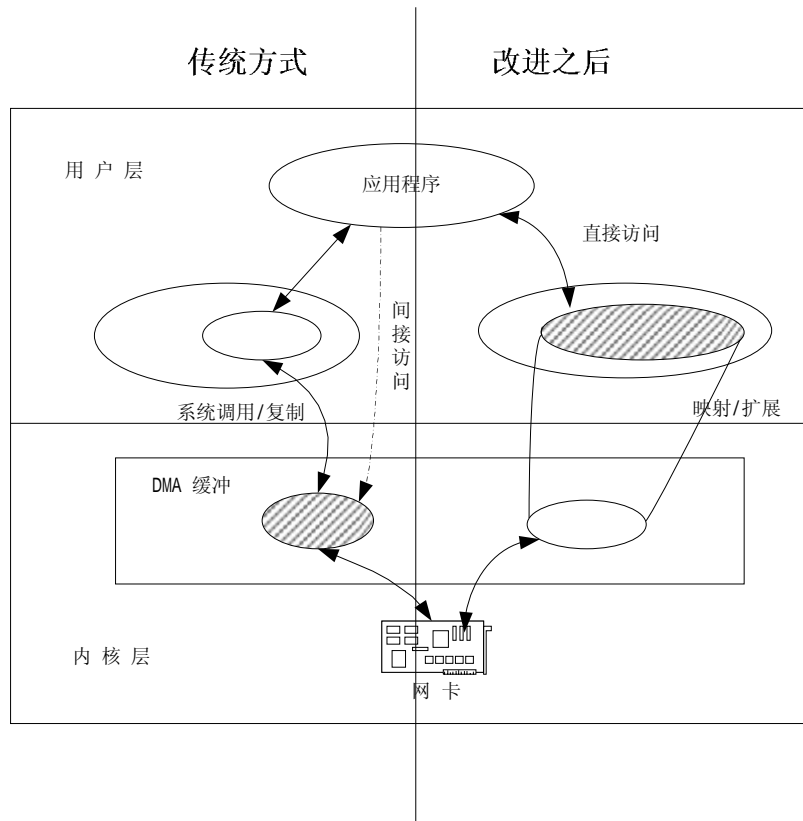 传统方式
改进之后
用 户 层
应用程序
直接访问
间接访问
系统调用/复制
映射/扩展
DMA 缓冲
内 核 层
网 卡